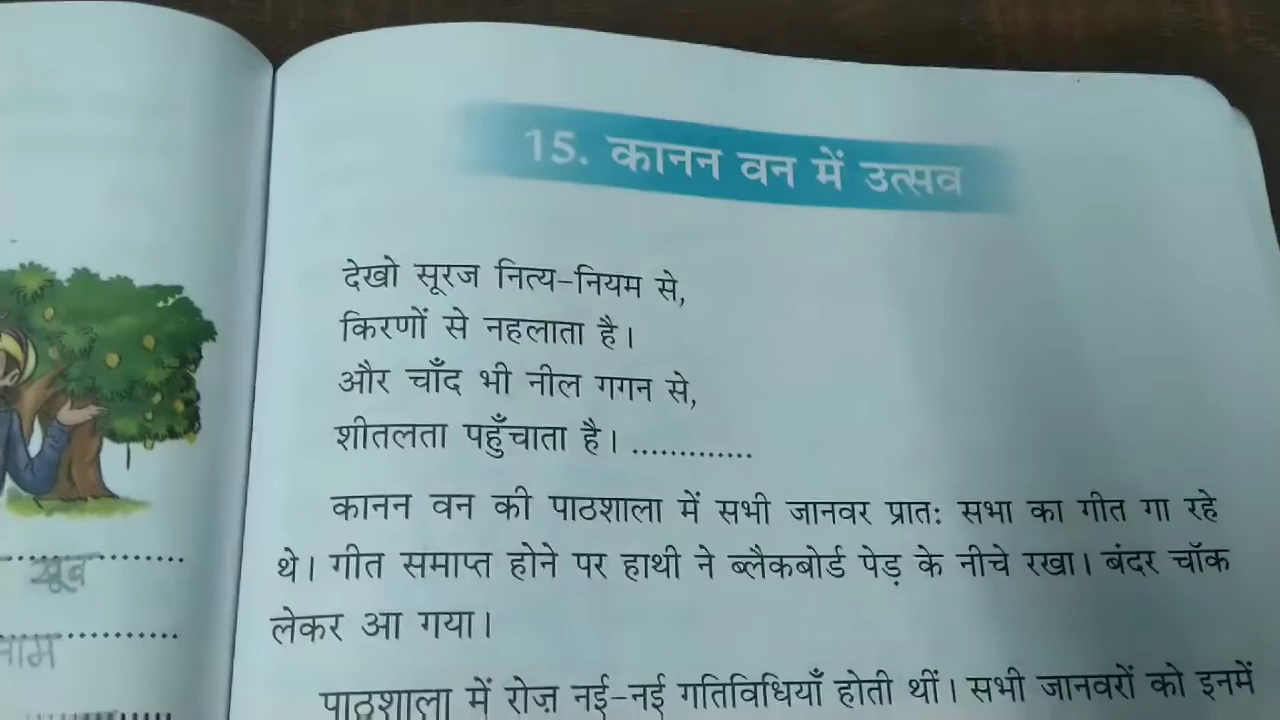 15. कानन वन में उत्सव
देखो सूरज नित्य-नियम से,
किरणों से नहलाता है।
और चाँद भी नील गगन से,
शीतलता पहुँचाता है। .............
कानन वन की पाठशाला में सभी जानवर प्रातः सभा का गीत गा रहे
थे। गीत समाप्त होने पर हाथी ने ब्लैकबोर्ड पेड़ के नीचे रखा। बंदर चॉक
लेकर आ गया।
पाठशाला में रोज़ नई-नई गतिविधियाँ होती थीं। सभी जानवरों को इनमें
खूब